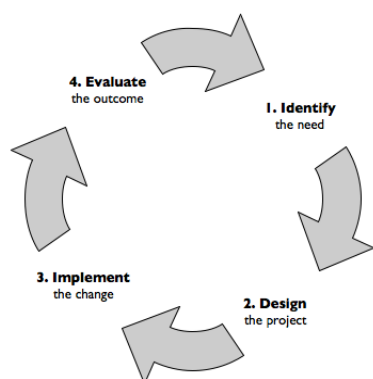 1. Identify
the need
2. Design
the project
3. Implement
the change
4. Evaluate
the outcome